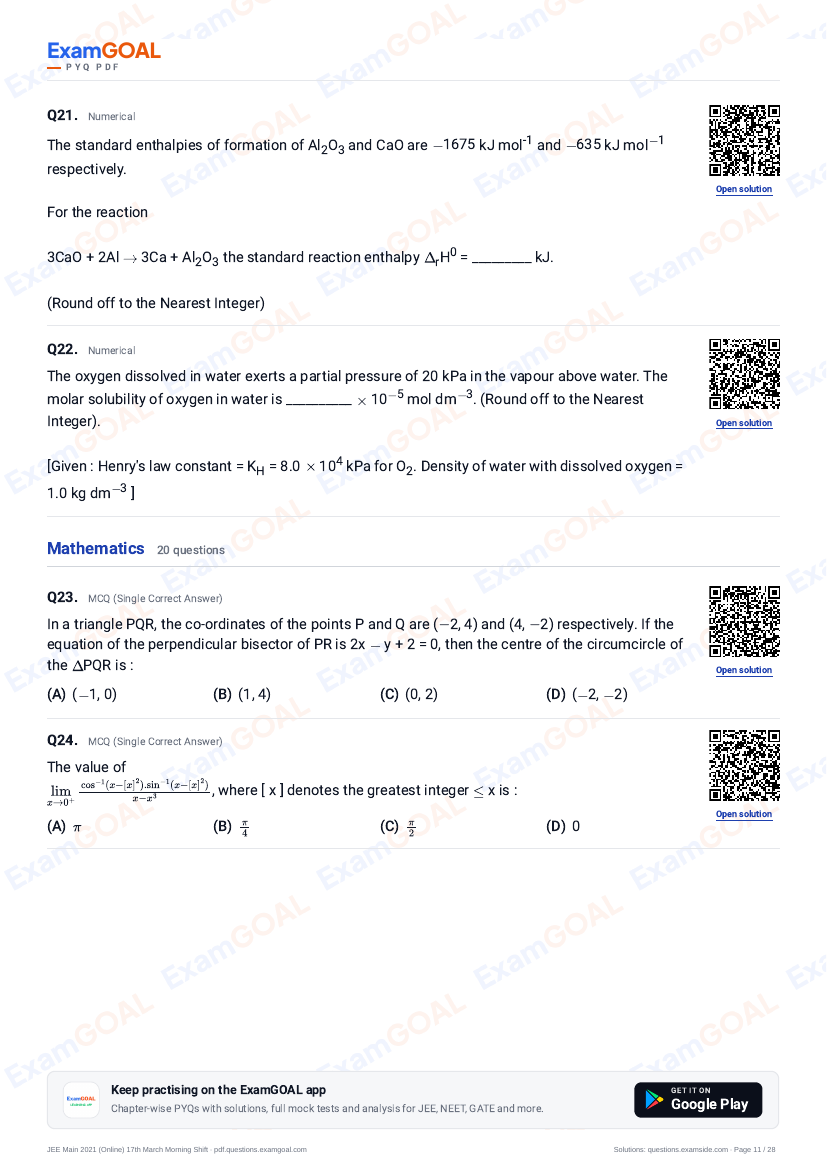 ExamGOAL
PYQ PDF
Q21. Numerical
The standard enthalpies of formation of Al₂O₃ and CaO are −1675 kJ mol⁻¹ and −635 kJ mol⁻¹
respectively.
Open solution
For the reaction
3CaO + 2Al → 3Ca + Al₂O₃ the standard reaction enthalpy ΔᵣH⁰ = _________ kJ.
(Round off to the Nearest Integer)
Q22. Numerical
The oxygen dissolved in water exerts a partial pressure of 20 kPa in the vapour above water. The
molar solubility of oxygen in water is __________ × 10⁻⁵ mol dm⁻³. (Round off to the Nearest
Integer).
Open solution
[Given : Henry's law constant = K_H = 8.0 × 10⁴ kPa for O₂. Density of water with dissolved oxygen =
1.0 kg dm⁻³ ]
Mathematics 20 questions
Q23. MCQ (Single Correct Answer)
In a triangle PQR, the co-ordinates of the points P and Q are (−2, 4) and (4, −2) respectively. If the
equation of the perpendicular bisector of PR is 2x − y + 2 = 0, then the centre of the circumcircle of
the ΔPQR is :
Open solution
(A) (−1, 0) (B) (1, 4) (C) (0, 2) (D) (−2, −2)
Q24. MCQ (Single Correct Answer)
The value of
lim x→0⁺ cos⁻¹(x−[x]²).sin⁻¹(x−[x]²) / x−x³, where [ x ] denotes the greatest integer ≤ x is :
Open solution
(A) π (B) π/4 (C) π/2 (D) 0
ExamGOAL
Keep practising on the ExamGOAL app
Chapter-wise PYQs with solutions, full mock tests and analysis for JEE, NEET, GATE and more.
GET IT ON
Google Play
JEE Main 2021 (Online) 17th March Morning Shift · pdf.questions.examgoal.com
Solutions: questions.examside.com · Page 11 / 28